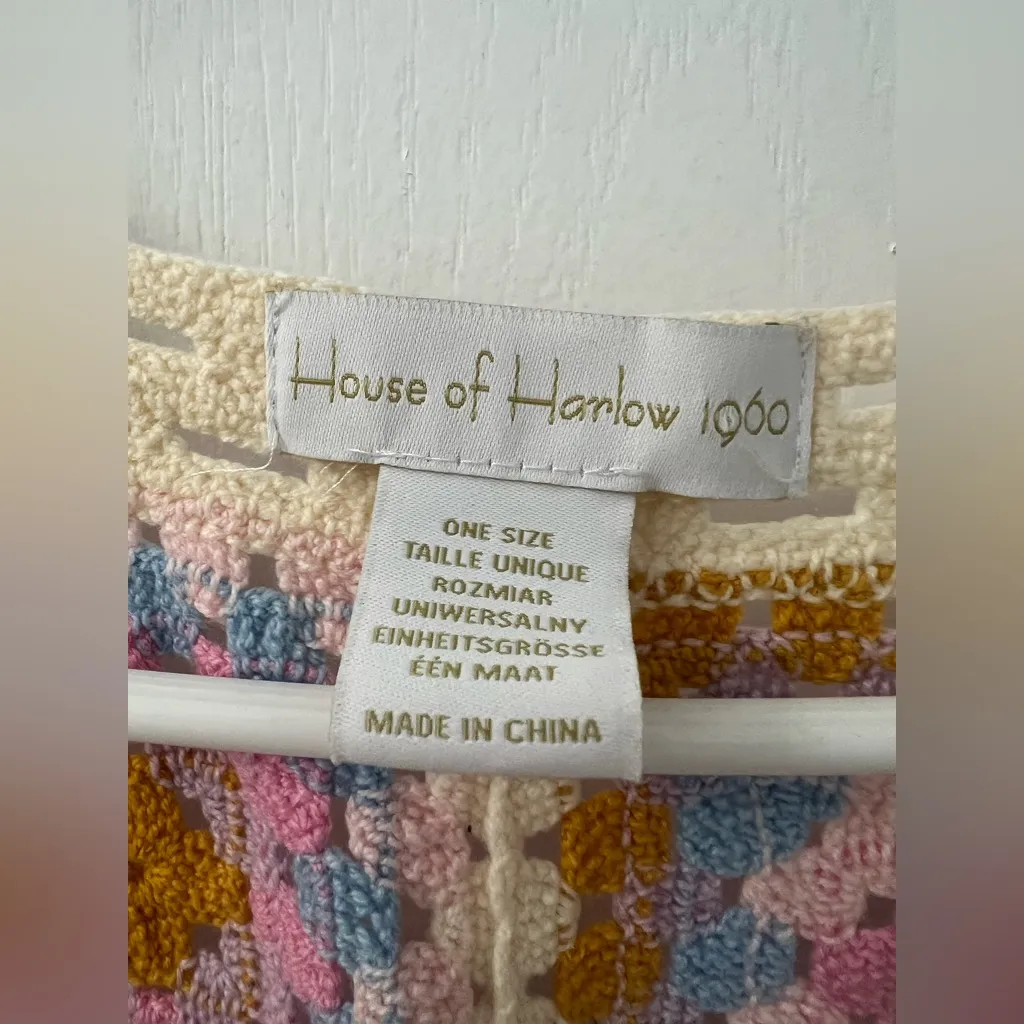 House of Harlow 1960
ONE SIZE
TAILLE UNIQUE
ROZMIAR
UNIWERSALNY
EINHEITSGRÖSSE
ÉÉN MAAT
MADE IN CHINA